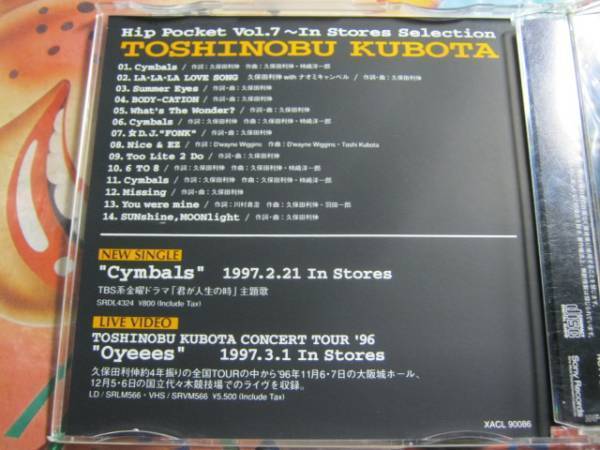 Hip Pocket Vol.7〜In Stores Selection
TOSHINOBU KUBOTA
01. Cymbals / 作詞：久保田利伸 作曲：久保田利伸・柿崎洋一郎
02. LA・LA・LA LOVE SONG 久保田利伸 with ナオミキャンベル / 作詞・曲：久保田利伸
03. Summer Eyes / 作詞・曲：久保田利伸
04. BODY-CATION / 作詞・曲：久保田利伸
05. What's The Wonder? / 作詞・曲：久保田利伸
06. Cymbals / 作詞：久保田利伸 作曲：久保田利伸・柿崎洋一郎
07. 女D.J."FONK" / 作詞・曲：久保田利伸
08. Nice & EZ / 作詞：D'wayne Wiggins 作曲：D'wayne Wiggins・Toshi Kubota
09. Too Lite 2 Do / 作詞・曲：久保田利伸
10. 6 TO 8 / 作詞・曲：久保田利伸
11. Cymbals / 作詞：久保田利伸 作曲：久保田利伸・柿崎洋一郎
12. Missing / 作詞・曲：久保田利伸
13. You were mine / 作詞：川村真澄 作曲：久保田利伸・羽田一郎
14. SUNshine,MOONlight / 作詞・曲：久保田利伸
NEW SINGLE
"Cymbals" 1997.2.21 In Stores
TBS系金曜ドラマ「君が人生の時」主題歌
SRDL4324 ¥800 (Include Tax)
LIVE VIDEO
TOSHINOBU KUBOTA CONCERT TOUR '96
"Oyeees" 1997.3.1 In Stores
久保田利伸約4年振りの全国TOURの中から'96年11月6・7日の大阪城ホール、
12月5・6日の国立代々木競技場でのライヴを収録。
LD / SRLM566・VHS / SRVM566 ¥5,500 (Include Tax)
XACL 90086
Sony Records